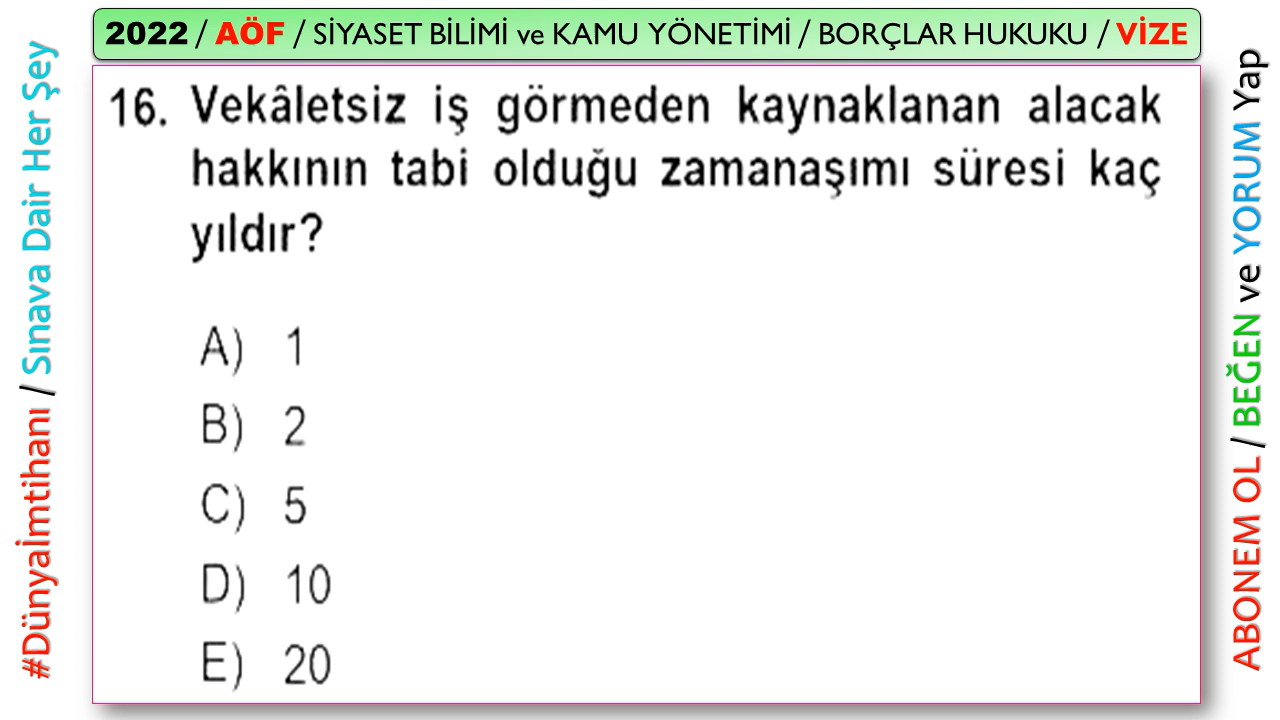 2022 / AÖF / SİYASET BİLİMİ ve KAMU YÖNETİMİ / BORÇLAR HUKUKU / VİZE
#Dünyaİmtihanı / Sınava Dair Her Şey
16. Vekâletsiz iş görmeden kaynaklanan alacak
hakkının tabi olduğu zamanaşımı süresi kaç
yıldır?
A) 1
B) 2
C) 5
D) 10
E) 20
ABONEM OL / BEĞEN ve YORUM Yap